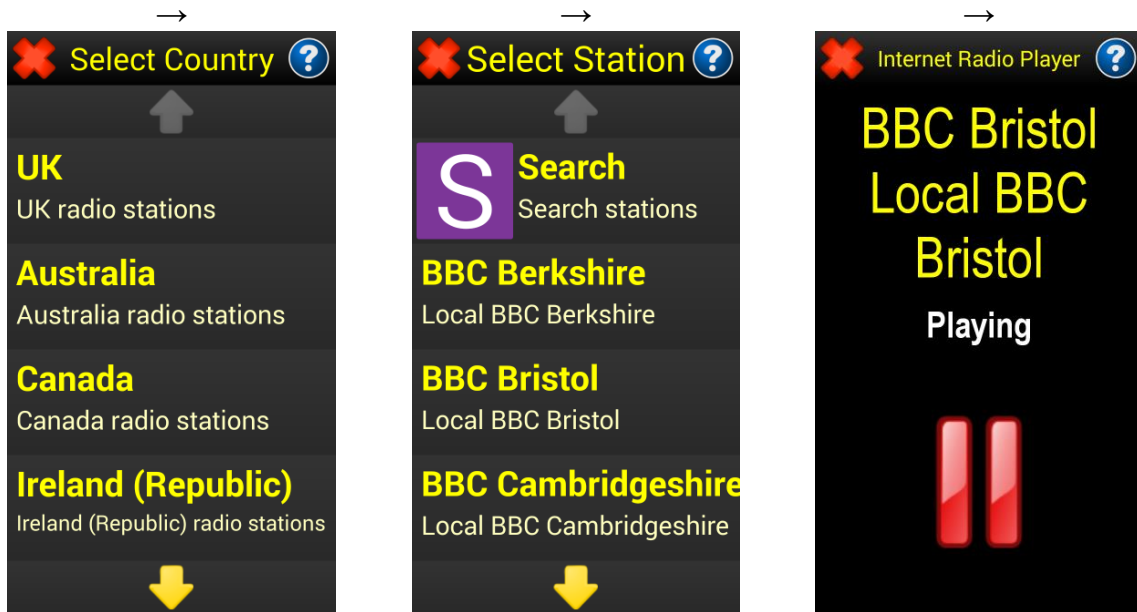 →
Select Country ?
UK
UK radio stations
Australia
Australia radio stations
Canada
Canada radio stations
Ireland (Republic)
Ireland (Republic) radio stations
→
Select Station ?
S
Search
Search stations
BBC Berkshire
Local BBC Berkshire
BBC Bristol
Local BBC Bristol
BBC Cambridgeshire
Local BBC Cambridgeshire
→
Internet Radio Player ?
BBC Bristol
Local BBC
Bristol
Playing